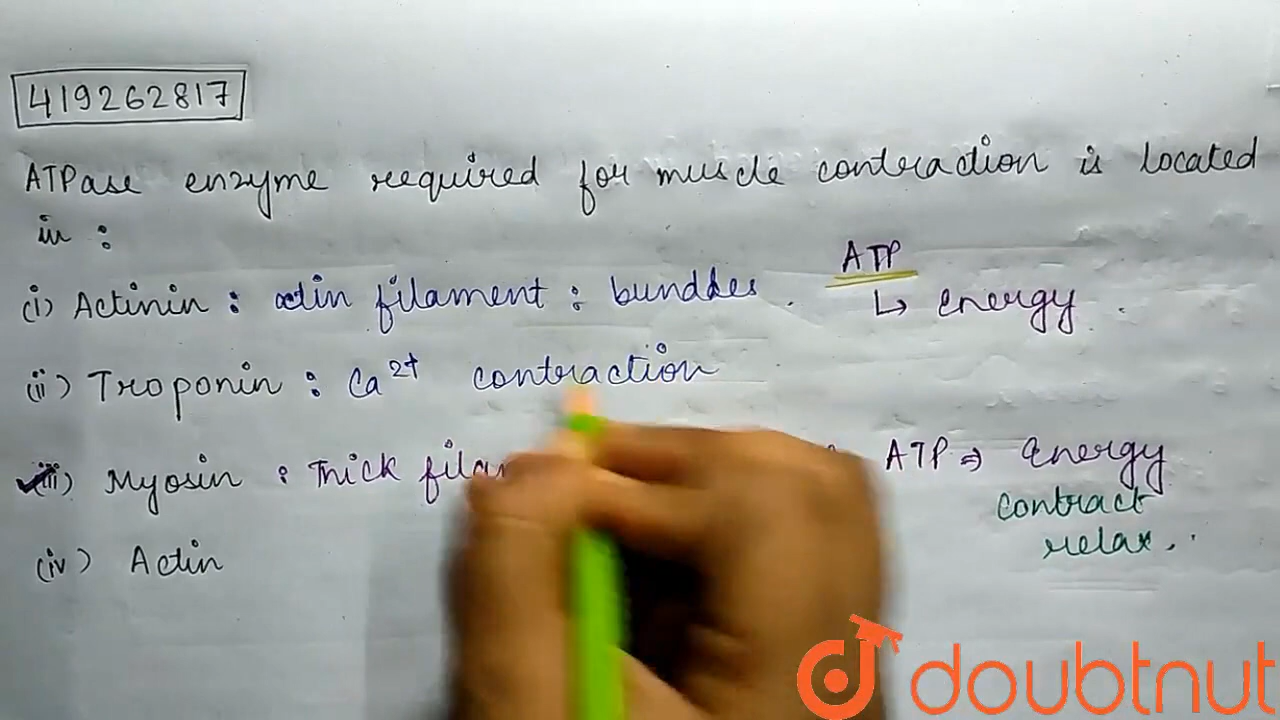 419262817
ATPase enzyme required for muscle contraction is located
in :
(i) Actinin : actin filament : bundles .
ATP
↳ energy .
(ii) Troponin : Ca2+ contraction
(iii) Myosin : Thick ATP ⇒ Energy
contract
relax .
(iv) Actin
doubtnut